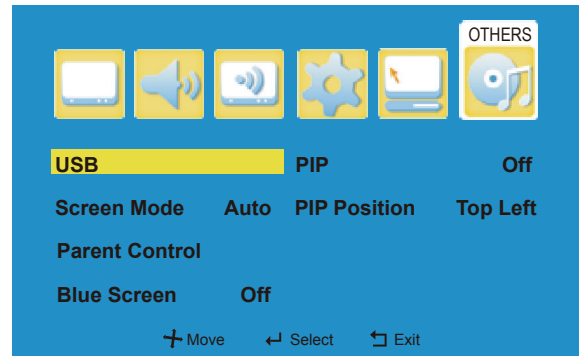 OTHERS
USB PIP Off
Screen Mode Auto PIP Position Top Left
Parent Control
Blue Screen Off
Move Select Exit